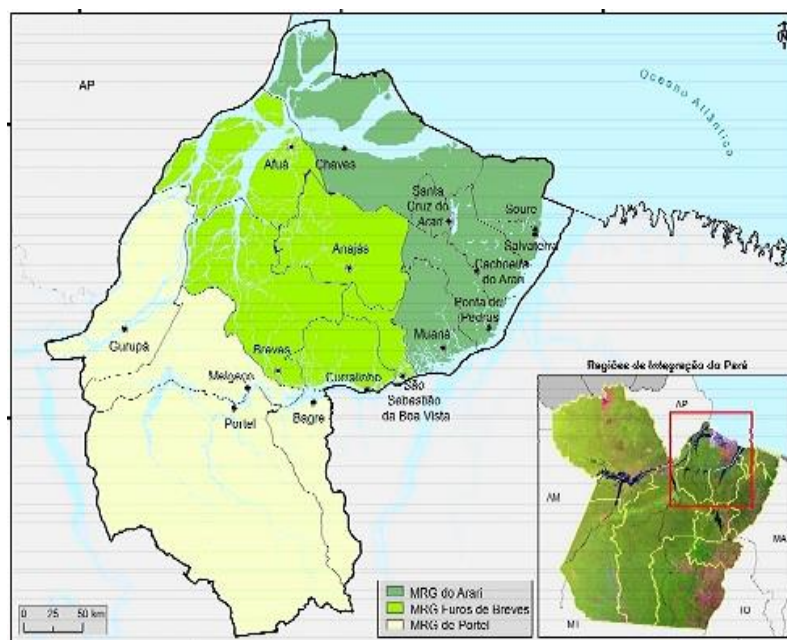 N
AP
Oceano Atlântico
Afuá
Chaves
Santa
Cruz do
Arari
Soure
Salvaterra
Anajás
Cachoeira
do Arari
Ponta de
Pedras
Muaná
Gurupá
Breves
Melgaço
Curralinho
São
Sebastião
da Boa Vista
Portel
Bagre
Regiões de Integração do Pará
AP
AM
MA
MT
TO
MRG do Arari
MRG Furos de Breves
MRG de Portel
0 25 50 km